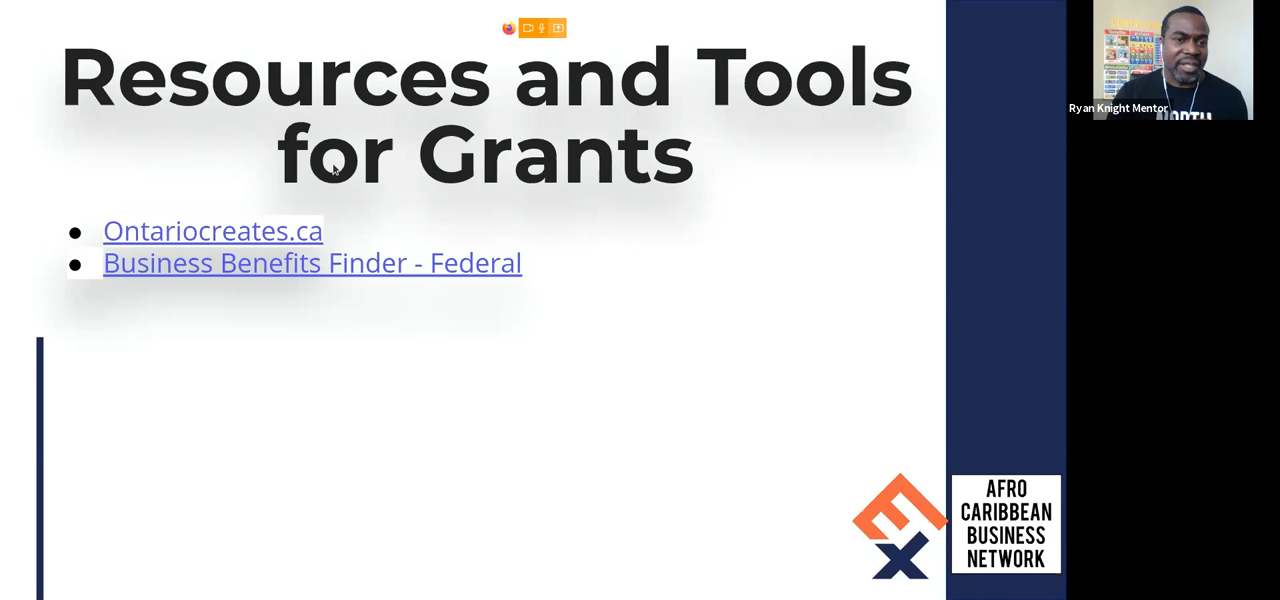 Resources and Tools
for Grants
● Ontariocreates.ca
● Business Benefits Finder - Federal
AFRO
CARIBBEAN
BUSINESS
NETWORK
Ryan Knight Mentor